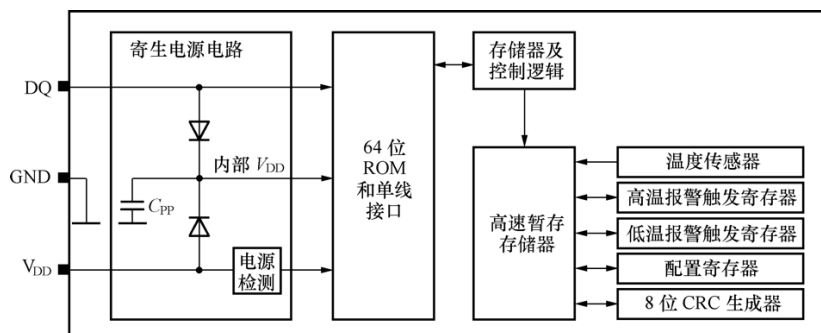 寄生电源电路
DQ
GND
V_DD
内部 V_DD
C_PP
电源
检测
64 位
ROM
和单线
接口
存储器及
控制逻辑
高速暂存
存储器
温度传感器
高温报警触发寄存器
低温报警触发寄存器
配置寄存器
8 位 CRC 生成器